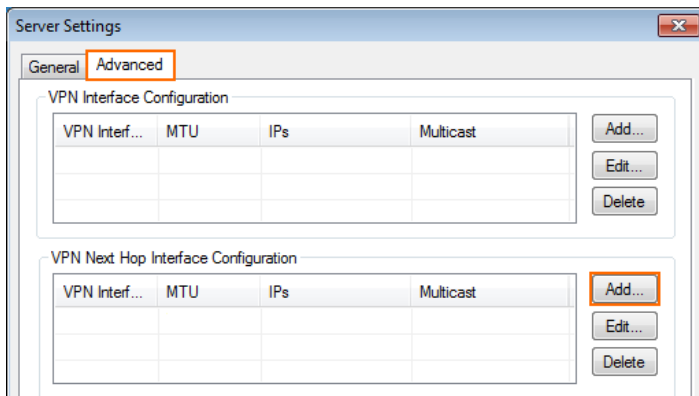 Server Settings
General Advanced
VPN Interface Configuration
VPN Interf... MTU IPs Multicast
Add...
Edit...
Delete
VPN Next Hop Interface Configuration
VPN Interf... MTU IPs Multicast
Add...
Edit...
Delete